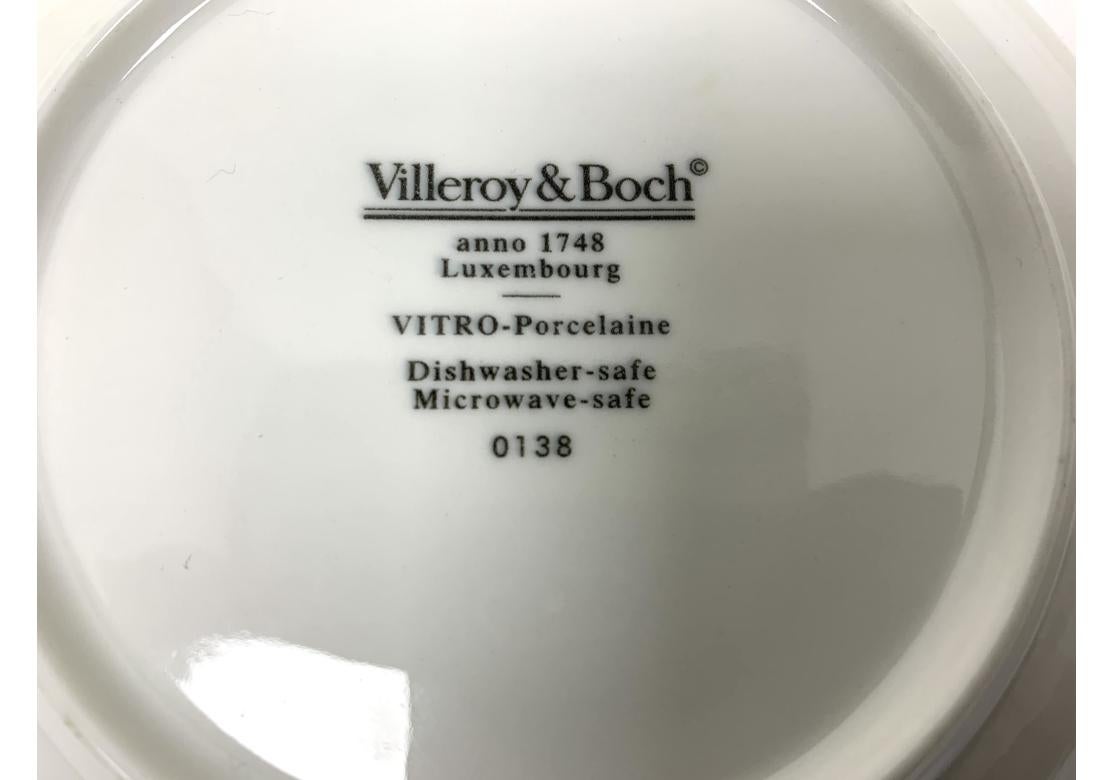 Villeroy & Boch©
anno 1748
Luxembourg
VITRO-Porcelaine
Dishwasher-safe
Microwave-safe
0138